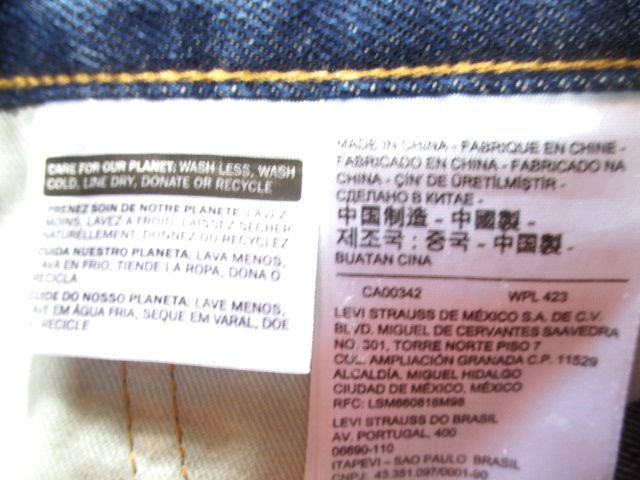 CARE FOR OUR PLANET: WASH LESS, WASH
COLD, LINE DRY, DONATE OR RECYCLE
PRENEZ SOIN DE NOTRE PLANETE: LAVEZ
MOINS, LAVEZ A FROID, LAISSEZ SÉCHER
NATURELLEMENT, DONNEZ OU RECYCLEZ
CUIDA NUESTRO PLANETA: LAVA MENOS,
LAVA EN FRIO, TIENDE LA ROPA, DONA O
RECICLA
CUIDE DO NOSSO PLANETA: LAVE MENOS,
LAVE EM ÁGUA FRIA, SEQUE EM VARAL, DOE
RECICLE
MADE IN CHINA - FABRIQUE EN CHINE -
FABRICADO EN CHINA - FABRICADO NA
CHINA - ÇIN' DE ÜRETILMIŞTIR -
СДЕЛАНО В КИТАЕ -
中国制造 - 中國製 -
제조국 : 중국 - 中国製 -
BUATAN CINA
CA00342 WPL 423
LEVI STRAUSS DE MÉXICO S.A. DE C.V.
BLVD. MIGUEL DE CERVANTES SAAVEDRA
NO. 301, TORRE NORTE PISO 7
COL. AMPLIACIÓN GRANADA C.P. 11529
ALCALDÍA. MIGUEL HIDALGO
CIUDAD DE MÉXICO, MÉXICO
RFC: LSM660818M98
LEVI STRAUSS DO BRASIL
AV. PORTUGAL, 400
06690-110
ITAPEVI - SAO PAULO BRASIL
CNPJ: 43.351.097/0001-90